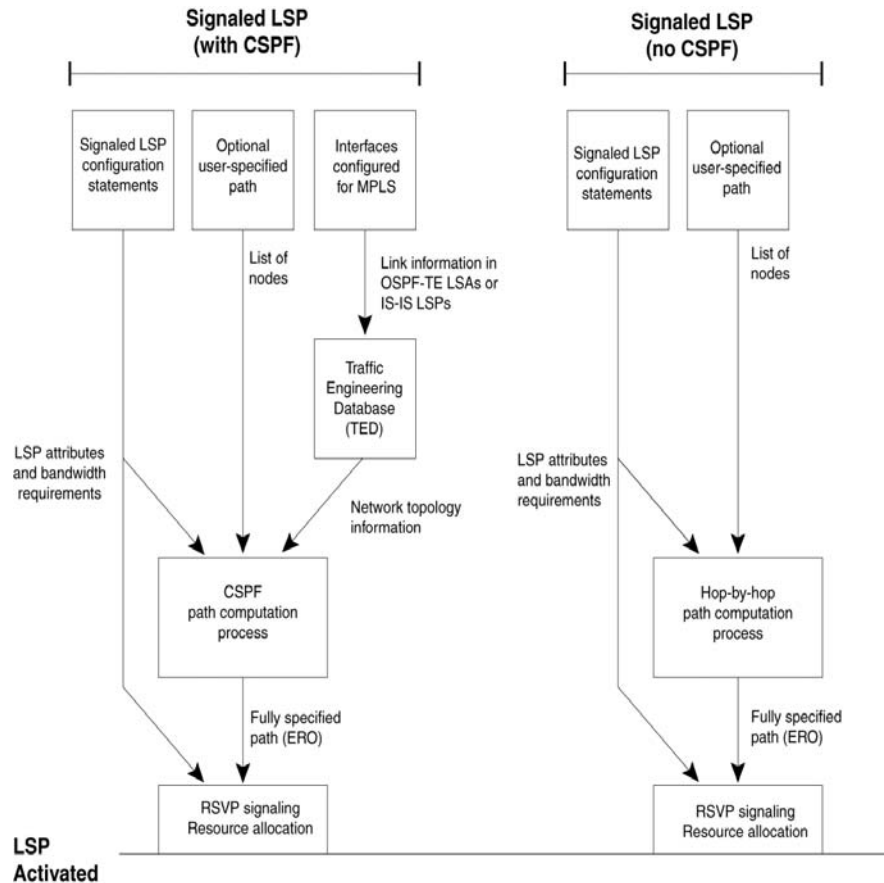 Signaled LSP
(with CSPF)
Signaled LSP
(no CSPF)
Signaled LSP
configuration
statements
Optional
user-specified
path
Interfaces
configured
for MPLS
Signaled LSP
configuration
statements
Optional
user-specified
path
List of
nodes
Link information in
OSPF-TE LSAs or
IS-IS LSPs
List of
nodes
Traffic
Engineering
Database
(TED)
LSP attributes
and bandwidth
requirements
Network topology
information
LSP attributes
and bandwidth
requirements
CSPF
path computation
process
Hop-by-hop
path computation
process
Fully specified
path (ERO)
Fully specified
path (ERO)
RSVP signaling
Resource allocation
RSVP signaling
Resource allocation
LSP
Activated